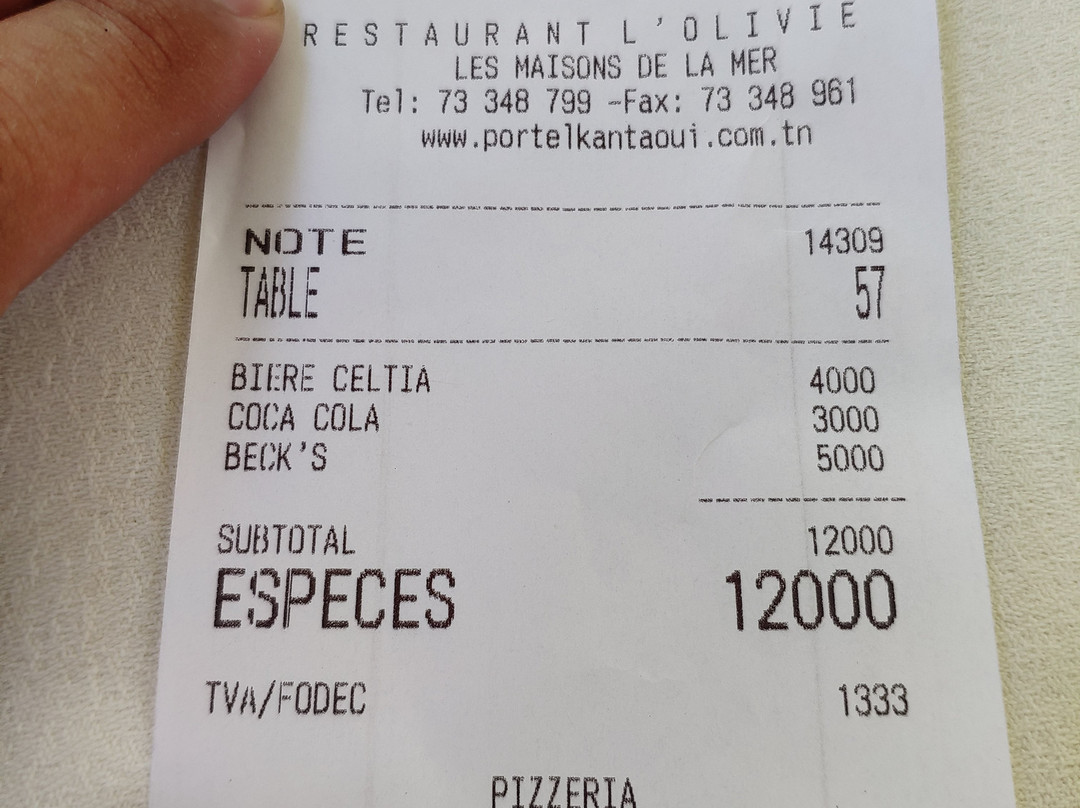 RESTAURANT L'OLIVIE
LES MAISONS DE LA MER
Tel: 73 348 799 -Fax: 73 348 961
www.portelkantaoui.com.tn
NOTE 14309
TABLE 57
BIERE CELTIA 4000
COCA COLA 3000
BECK'S 5000
SUBTOTAL 12000
ESPECES 12000
TVA/FODEC 1333
PIZZERIA